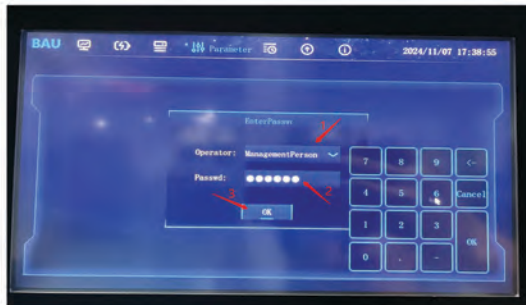 BAU Parameter 2024/11/07 17:38:55
EnterPasswd
1
Operator: ManagementPerson
Passwd: ●●●●●●
2
3
OK
7 8 9 <-
4 5 6 Cancel
1 2 3
0 . - OK